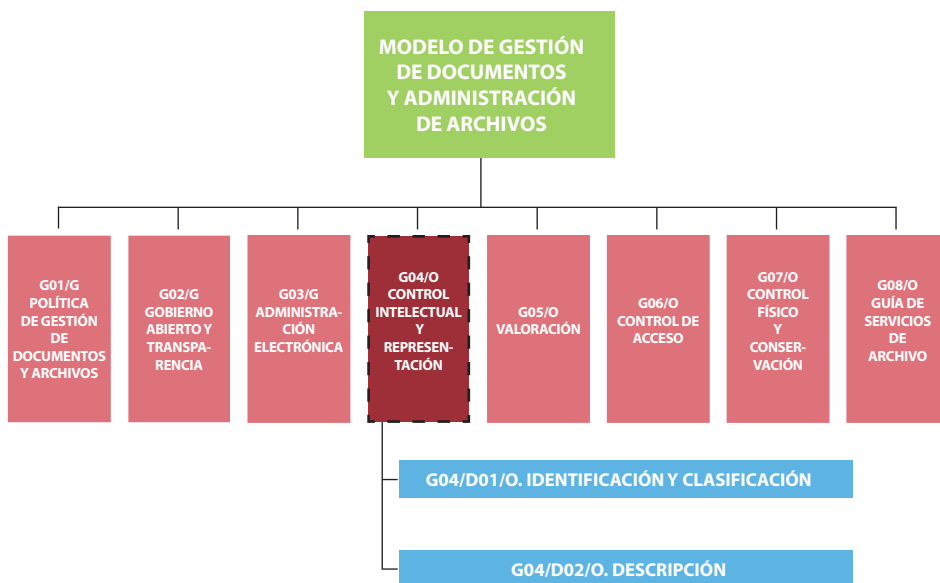 MODELO DE GESTIÓN
DE DOCUMENTOS
Y ADMINISTRACIÓN
DE ARCHIVOS
G01/G
POLÍTICA
DE GESTIÓN
DE
DOCUMENTOS
Y ARCHIVOS
G02/G
GOBIERNO
ABIERTO Y
TRANSPA-
RENCIA
G03/G
ADMINISTRA-
CIÓN
ELECTRÓNICA
G04/O
CONTROL
INTELECTUAL
Y
REPRESEN-
TACIÓN
G05/O
VALORACIÓN
G06/O
CONTROL DE
ACCESO
G07/O
CONTROL
FÍSICO
Y
CONSER-
VACIÓN
G08/O
GUÍA DE
SERVICIOS
DE
ARCHIVO
G04/D01/O. IDENTIFICACIÓN Y CLASIFICACIÓN
G04/D02/O. DESCRIPCIÓN